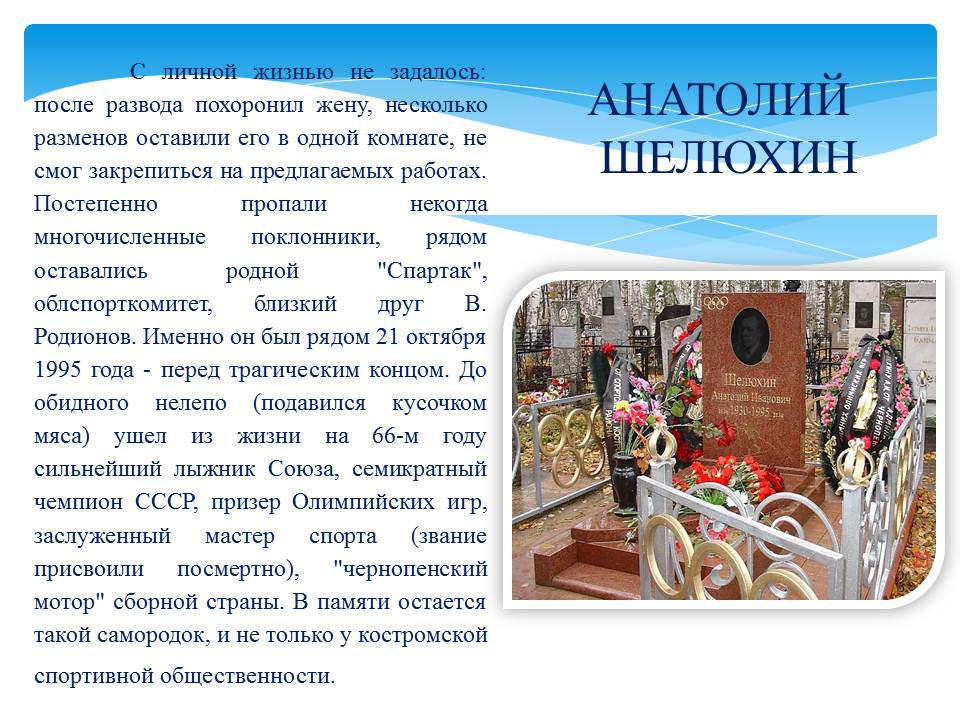 С личной жизнью не задалось:
после развода похоронил жену, несколько
разменов оставили его в одной комнате, не
смог закрепиться на предлагаемых работах.
Постепенно пропали некогда
многочисленные поклонники, рядом
оставались родной "Спартак",
облспорткомитет, близкий друг В.
Родионов. Именно он был рядом 21 октября
1995 года - перед трагическим концом. До
обидного нелепо (подавился кусочком
мяса) ушел из жизни на 66-м году
сильнейший лыжник Союза, семикратный
чемпион СССР, призер Олимпийских игр,
заслуженный мастер спорта (звание
присвоили посмертно), "чернопенский
мотор" сборной страны. В памяти остается
такой самородок, и не только у костромской
спортивной общественности.
АНАТОЛИЙ
ШЕЛЮХИН
Шелюхин
Анатолий Иванович
1930-1995